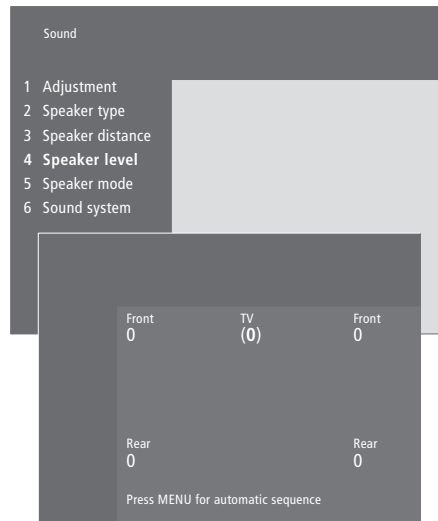 Sound
1 Adjustment
2 Speaker type
3 Speaker distance
4 Speaker level
5 Speaker mode
6 Sound system
Front TV Front
0 (0) 0
Rear Rear
0 0
Press MENU for automatic sequence